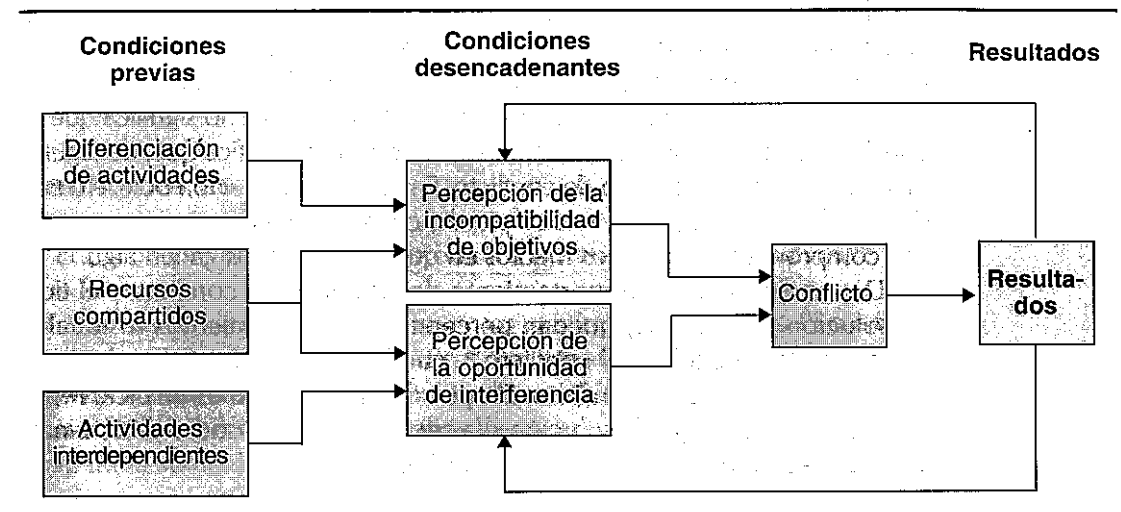 Condiciones
previas
Condiciones
desencadenantes
Resultados
Diferenciación
de actividades
Recursos
compartidos
Actividades
interdependientes
Percepción de la
incompatibilidad
de objetivos
Percepción de
la oportunidad
de interferencia
Conflicto
Resulta-
dos